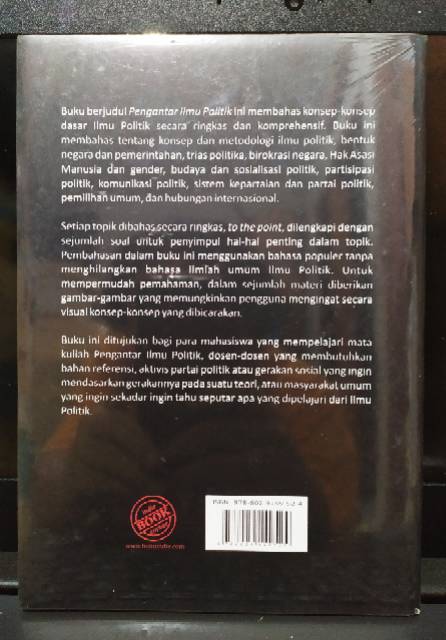 Buku berjudul Pengantar Ilmu Politik ini membahas konsep-konsep
dasar Ilmu Politik secara ringkas dan komprehensif. Buku ini
membahas tentang konsep dan metodologi ilmu politik, bentuk
negara dan pemerintahan, trias politika, birokrasi negara, Hak Asasi
Manusia dan gender, budaya dan sosialisasi politik, partisipasi
politik, komunikasi politik, sistem kepartaian dan partai politik,
pemilihan umum, dan hubungan internasional.
Setiap topik dibahas secara ringkas, to the point, dilengkapi dengan
sejumlah soal untuk penyimpul hal-hal penting dalam topik.
Pembahasan dalam buku ini menggunakan bahasa populer tanpa
menghilangkan bahasa ilmiah umum Ilmu Politik. Untuk
mempermudah pemahaman, dalam sejumlah materi diberikan
gambar-gambar yang memungkinkan pengguna mengingat secara
visual konsep-konsep yang dibicarakan.
Buku ini ditujukan bagi para mahasiswa yang mempelajari mata
kuliah Pengantar Ilmu Politik, dosen-dosen yang membutuhkan
bahan referensi, aktivis partai politik atau gerakan sosial yang ingin
mendasarkan gerakannya pada suatu teori, atau masyarakat umum
yang ingin sekadar ingin tahu seputar apa yang dipelajari dari Ilmu
Politik.
BOOK
ISBN 978-602